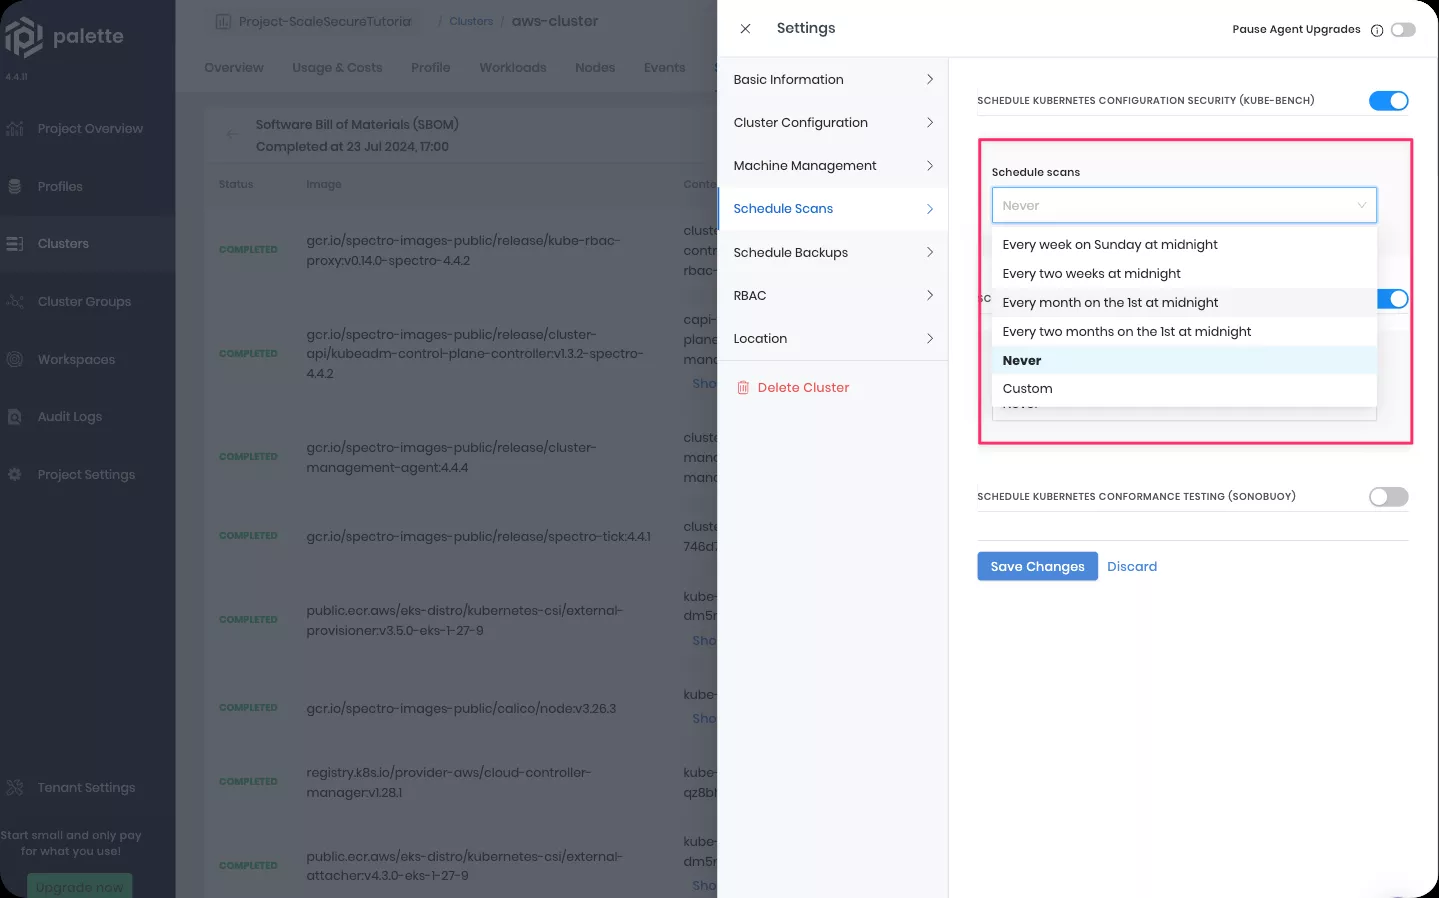 palette
4.4.11
Project Overview
Profiles
Clusters
Cluster Groups
Workspaces
Audit Logs
Project Settings
Tenant Settings
Start small and only pay
for what you use!
Upgrade now
Project-ScaleSecureTutoria / Clusters / aws-cluster
Overview Usage & Costs Profile Workloads Nodes Events
Software Bill of Materials (SBOM)
Completed at 23 Jul 2024, 17:00
Status Image Conte
COMPLETED
gcr.io/spectro-images-public/release/kube-rbac-
proxy:v0.14.0-spectro-4.4.2
clust
contr
rbac-
COMPLETED
gcr.io/spectro-images-public/release/cluster-
api/kubeadm-control-plane-controller:v1.3.2-spectro-
4.4.2
capi-
plane
mana
Sho
COMPLETED
gcr.io/spectro-images-public/release/cluster-
management-agent:4.4.4
cluste
mana
mana
COMPLETED
gcr.io/spectro-images-public/release/spectro-tick:4.4.1
cluste
746d7
COMPLETED
public.ecr.aws/eks-distro/kubernetes-csi/external-
provisioner:v3.5.0-eks-1-27-9
kube-
dm5r
Sho
COMPLETED
gcr.io/spectro-images-public/calico/node:v3.26.3
kube-
Sho
COMPLETED
registry.k8s.io/provider-aws/cloud-controller-
manager:v1.28.1
kube-
qz8bl
COMPLETED
public.ecr.aws/eks-distro/kubernetes-csi/external-
attacher:v4.3.0-eks-1-27-9
kube-
dm5r
Sho
Settings
Pause Agent Upgrades
Basic Information
Cluster Configuration
Machine Management
Schedule Scans
Schedule Backups
RBAC
Location
Delete Cluster
SCHEDULE KUBERNETES CONFIGURATION SECURITY (KUBE-BENCH)
Schedule scans
Never
Every week on Sunday at midnight
Every two weeks at midnight
Every month on the 1st at midnight
Every two months on the 1st at midnight
Never
Custom
SCHEDULE KUBERNETES CONFORMANCE TESTING (SONOBUOY)
Save Changes Discard